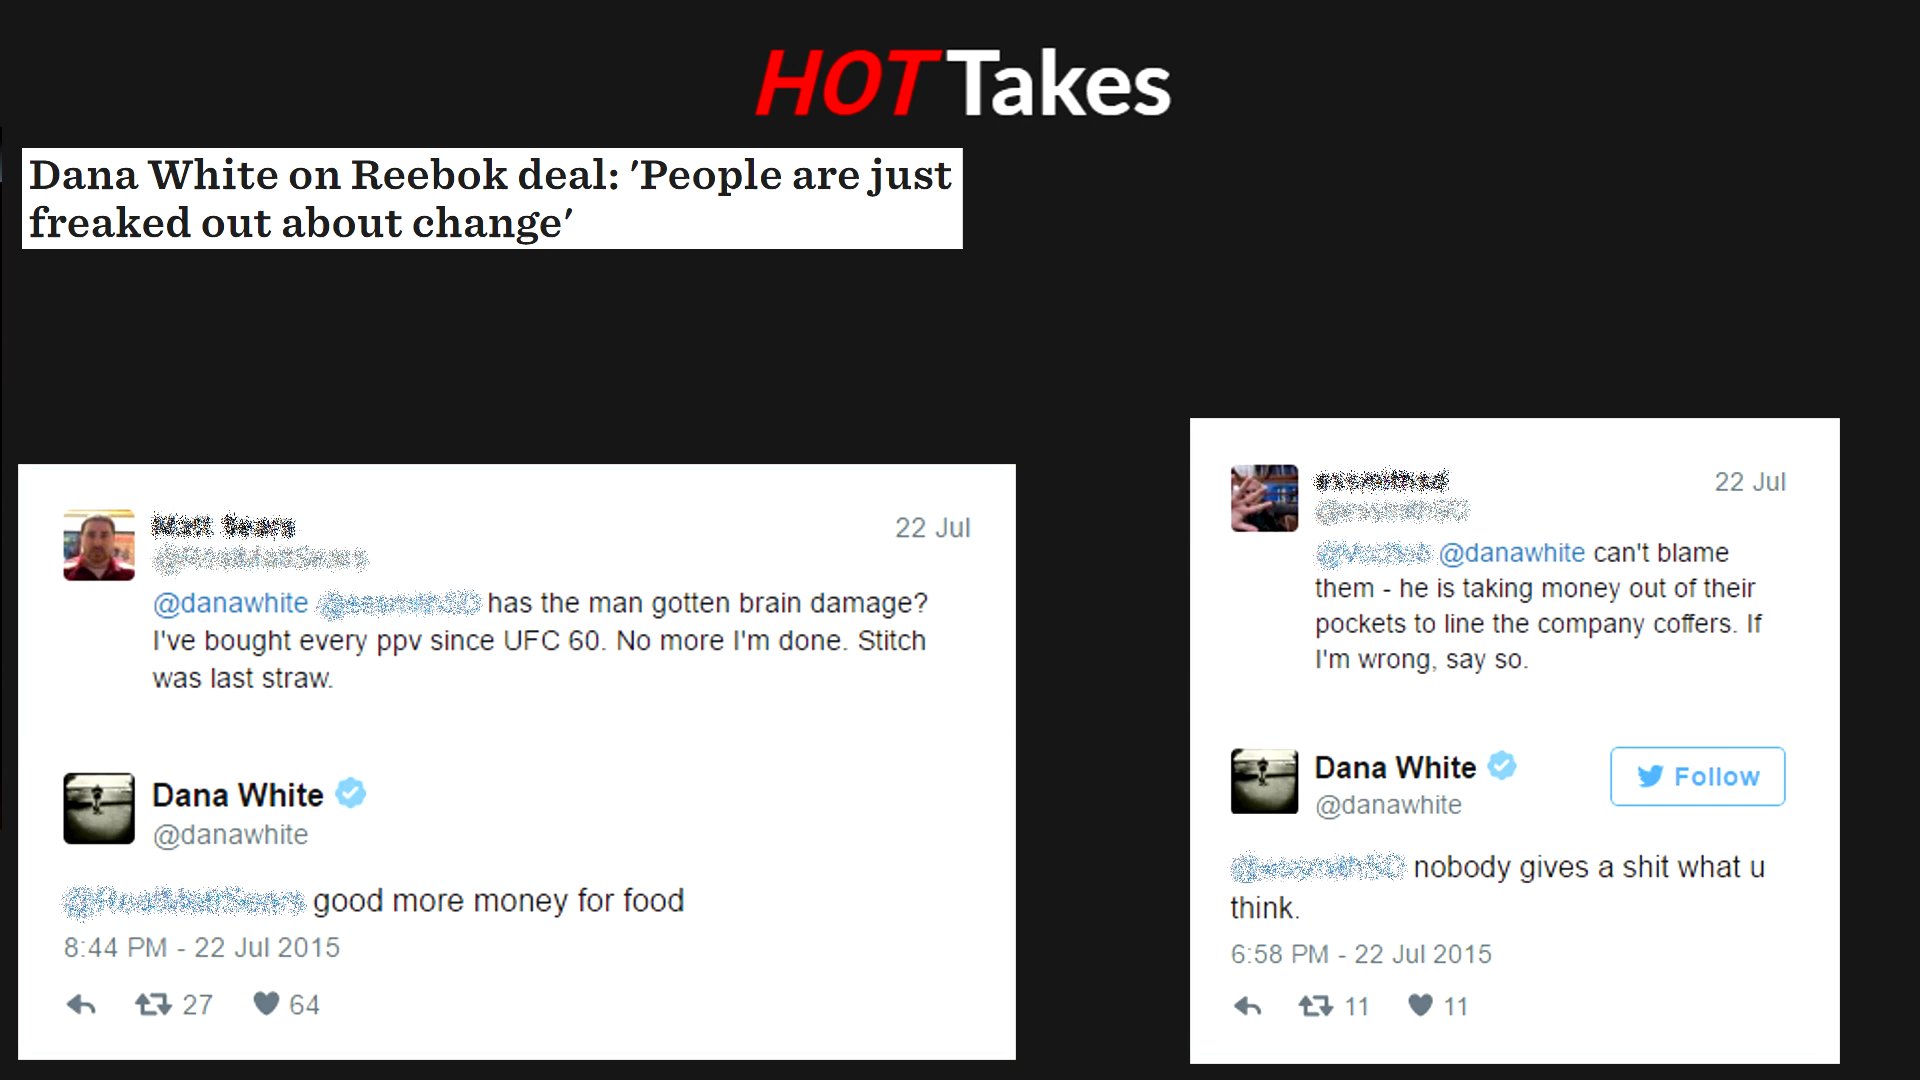 HOT Takes
Dana White on Reebok deal: 'People are just
freaked out about change'
22 Jul
@danawhite has the man gotten brain damage?
I've bought every ppv since UFC 60. No more I'm done. Stitch
was last straw.
Dana White
@danawhite
good more money for food
8:44 PM - 22 Jul 2015
27 64
22 Jul
@danawhite can't blame
them - he is taking money out of their
pockets to line the company coffers. If
I'm wrong, say so.
Dana White
@danawhite
Follow
nobody gives a shit what u
think.
6:58 PM - 22 Jul 2015
11 11